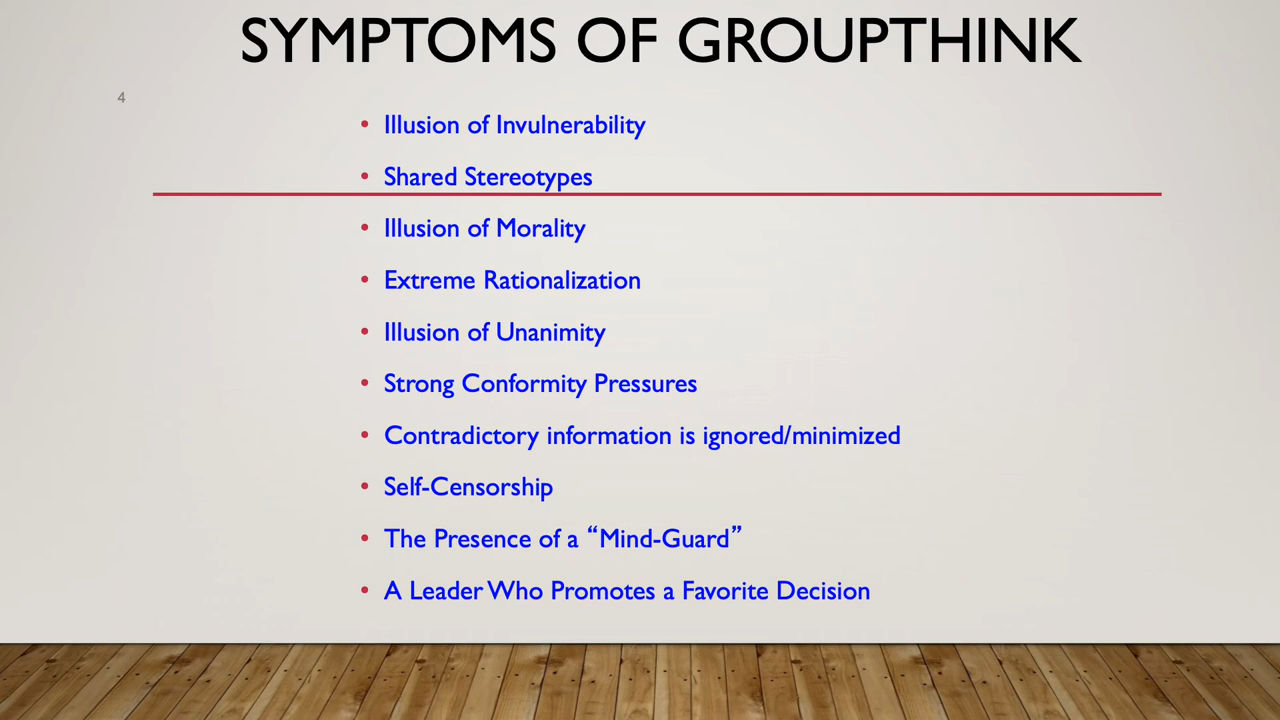 SYMPTOMS OF GROUPTHINK
4
• Illusion of Invulnerability
• Shared Stereotypes
• Illusion of Morality
• Extreme Rationalization
• Illusion of Unanimity
• Strong Conformity Pressures
• Contradictory information is ignored/minimized
• Self-Censorship
• The Presence of a “Mind-Guard”
• A Leader Who Promotes a Favorite Decision